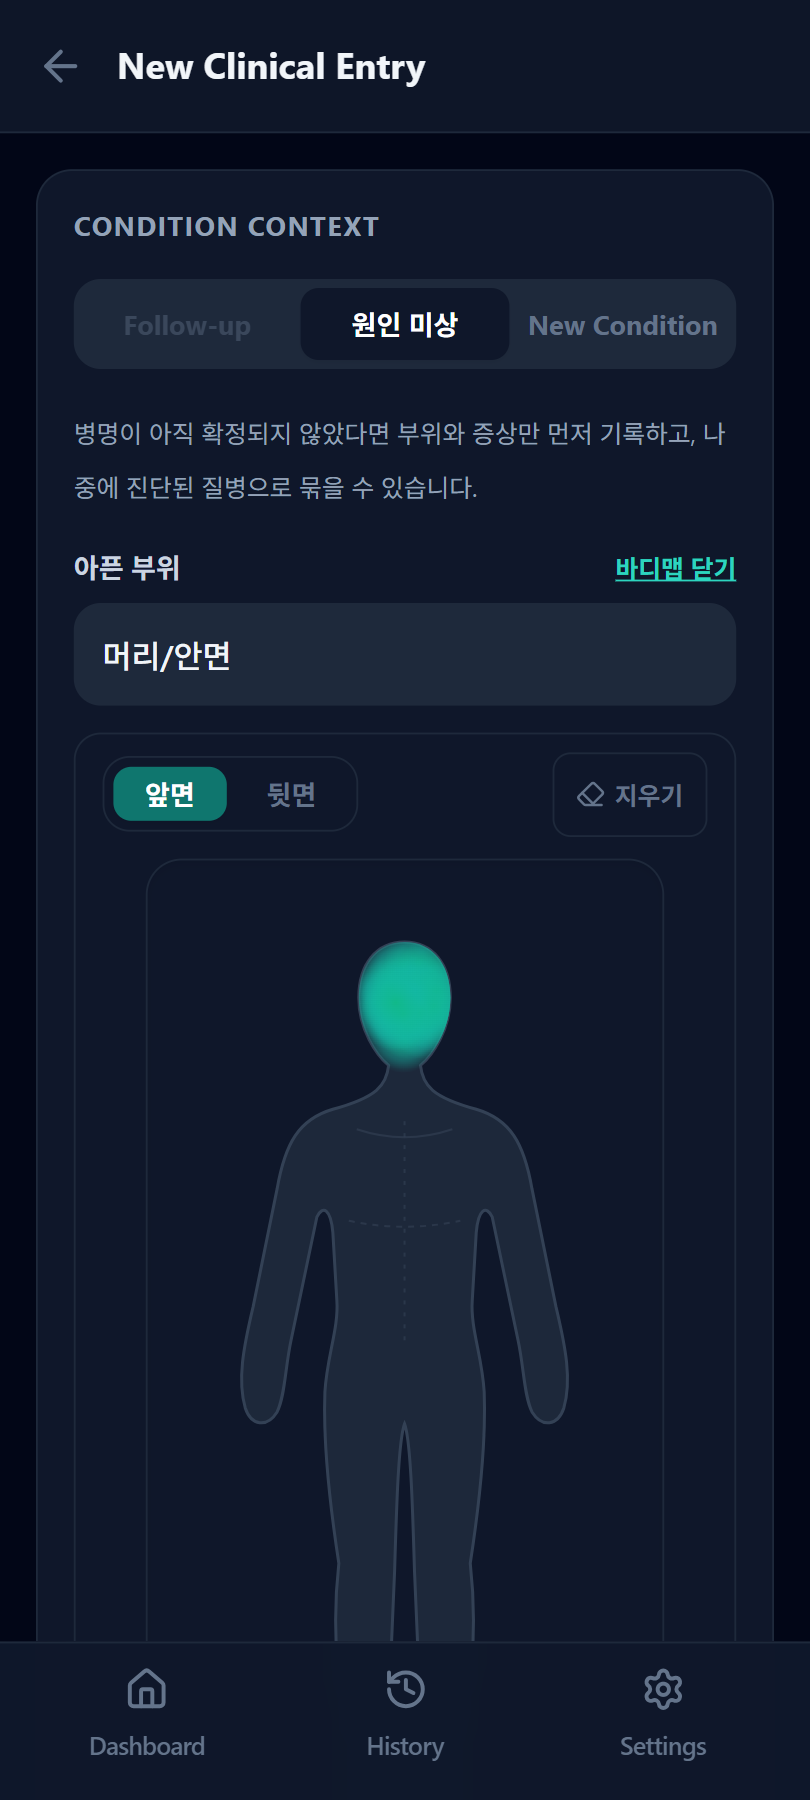 New Clinical Entry
CONDITION CONTEXT
Follow-up
원인 미상
New Condition
병명이 아직 확정되지 않았다면 부위와 증상만 먼저 기록하고, 나
중에 진단된 질병으로 묶을 수 있습니다.
아픈 부위
바디맵 닫기
머리/안면
앞면
뒷면
지우기
Dashboard
History
Settings